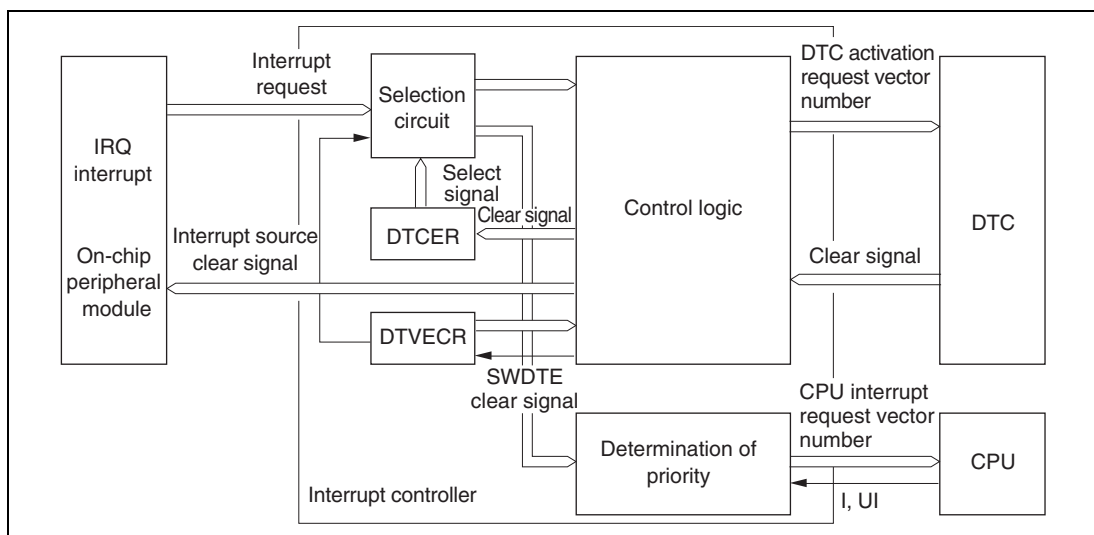 IRQ
interrupt
On-chip
peripheral
module
Interrupt
request
Interrupt source
clear signal
Selection
circuit
Select
signal
DTCER
Clear signal
DTVECR
SWDTE
clear signal
Control logic
Determination of
priority
Interrupt controller
DTC activation
request vector
number
Clear signal
DTC
CPU interrupt
request vector
number
I, UI
CPU